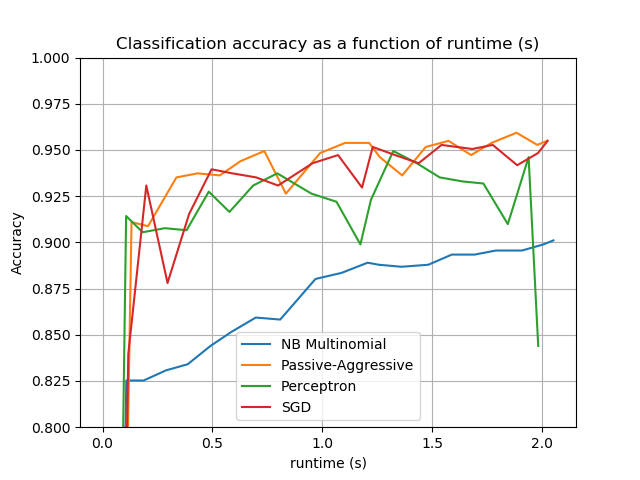 Classification accuracy as a function of runtime (s)
1.000
0.975
0.950
0.925
0.900
0.875
0.850
0.825
0.800
Accuracy
NB Multinomial
Passive-Aggressive
Perceptron
SGD
0.0 0.5 1.0 1.5 2.0
runtime (s)